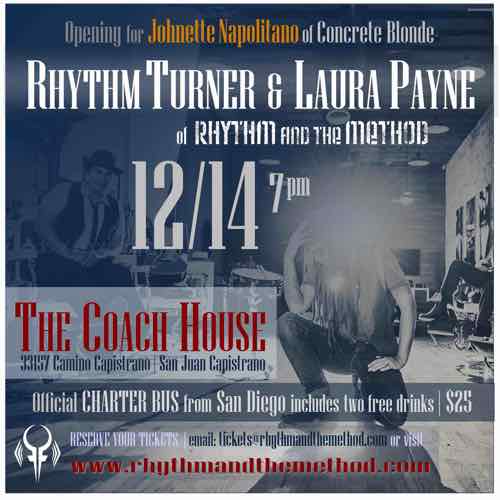 Opening for Johnette Napolitano of Concrete Blonde
RHYTHM TURNER & LAURA PAYNE
of RHYTHM AND THE METHOD
12/14 7pm
THE COACH HOUSE
33157 Camino Capistrano | San Juan Capistrano
Official CHARTER BUS from San Diego includes two free drinks | $25
RESERVE YOUR TICKETS | email: tickets@rhythmandthemethod.com or visit
www.rhythmandthemethod.com